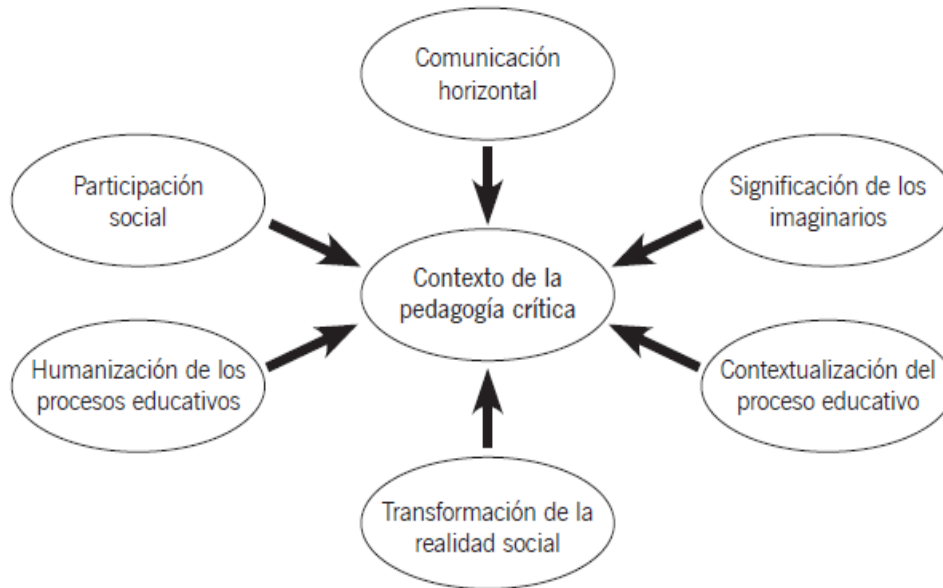 Comunicación
horizontal
Participación
social
Significación de los
imaginarios
Contexto de la
pedagogía crítica
Humanización de los
procesos educativos
Contextualización del
proceso educativo
Transformación de la
realidad social